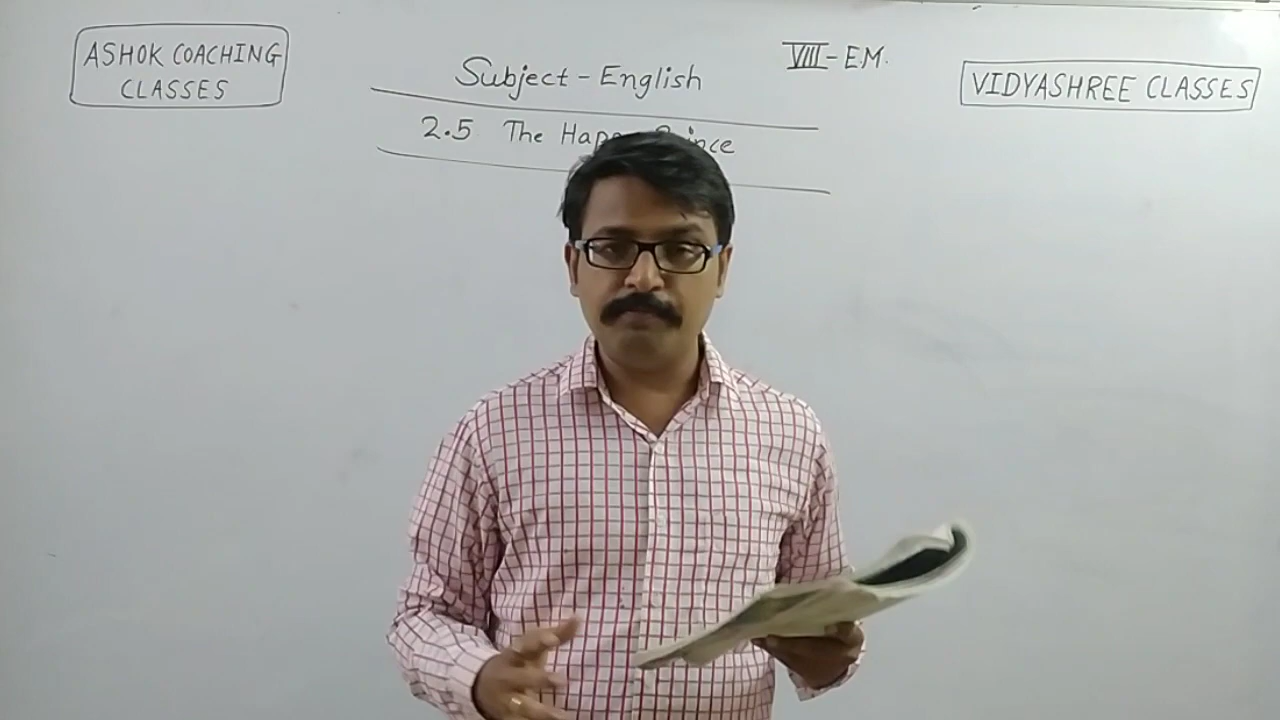 ASHOK COACHING
CLASSES
Subject - English
VIII - E.M.
VIDYASHREE CLASSES
2.5 The